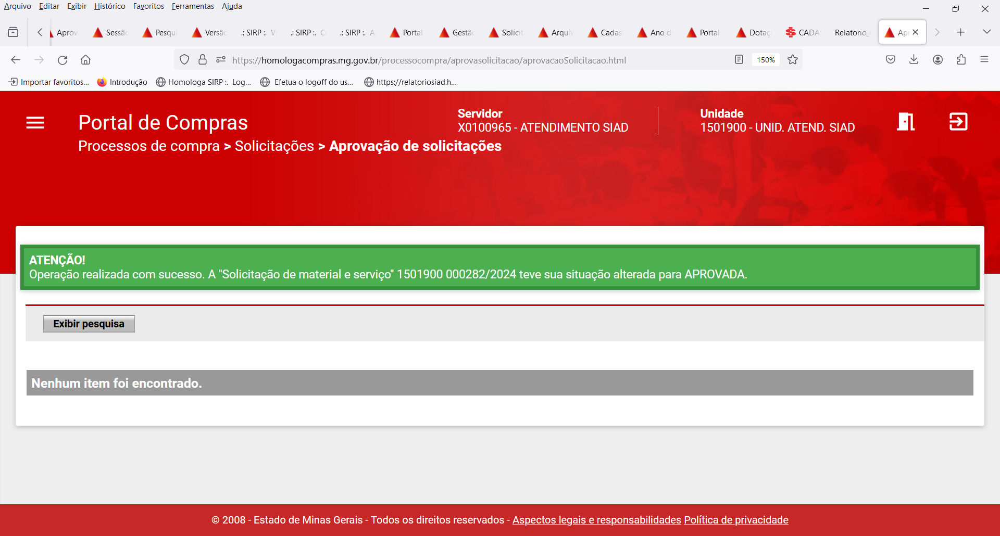 Arquivo Editar Exibir Histórico Favoritos Ferramentas Ajuda
Aprov Sessão Pesqui Versão .: SIRP :. V .: SIRP :. C .: SIRP :. A Portal Gestão Solicit Arquiv Cadas Ano d Portal Dotaç CADA Relatorio_ Apr
https://homologacompras.mg.gov.br/processocompra/aprovasolicitacao/aprovacaoSolicitacao.html 150%
Importar favoritos... Introdução Homologa SIRP :. Log... Efetua o logoff do us... https://relatoriosiad.h...
Portal de Compras
Processos de compra > Solicitações > Aprovação de solicitações
Servidor
X0100965 - ATENDIMENTO SIAD
Unidade
1501900 - UNID. ATEND. SIAD
ATENÇÃO!
Operação realizada com sucesso. A "Solicitação de material e serviço" 1501900 000282/2024 teve sua situação alterada para APROVADA.
Exibir pesquisa
Nenhum item foi encontrado.
© 2008 - Estado de Minas Gerais - Todos os direitos reservados - Aspectos legais e responsabilidades Política de privacidade